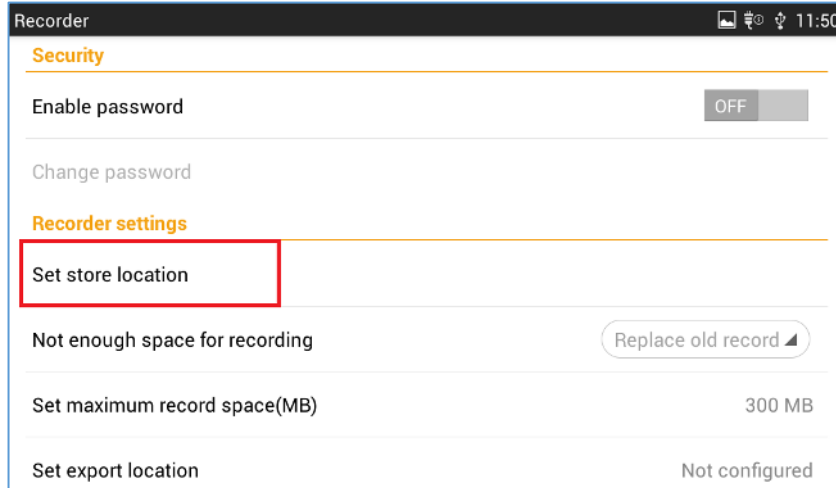 Recorder 11:50
Security
Enable password OFF
Change password
Recorder settings
Set store location
Not enough space for recording Replace old record
Set maximum record space(MB) 300 MB
Set export location Not configured